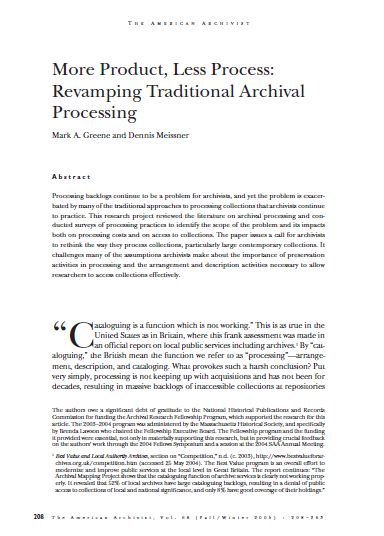 THE AMERICAN ARCHIVIST
More Product, Less Process:
Revamping Traditional Archival
Processing
Mark A. Greene and Dennis Meissner
Abstract
Processing backlogs continue to be a problem for archivists, and yet the problem is exacer-
bated by many of the traditional approaches to processing collections that archivists continue
to practice. This research project reviewed the literature on archival processing and con-
ducted surveys of processing practices to identify the scope of the problem and its impacts
both on processing costs and on access to collections. The paper issues a call for archivists
to rethink the way they process collections, particularly large contemporary collections. It
challenges many of the assumptions archivists make about the importance of preservation
activities in processing and the arrangement and description activities necessary to allow
researchers to access collections effectively.
“Cataloguing is a function which is not working.” This is as true in the
United States as in Britain, where this frank assessment was made in
an official report on local public services including archives.¹ By “cat-
aloguing,” the British mean the function we refer to as “processing”—arrange-
ment, description, and cataloging. What provokes such a harsh conclusion? Put
very simply, processing is not keeping up with acquisitions and has not been for
decades, resulting in massive backlogs of inaccessible collections at repositories
The authors owe a significant debt of gratitude to the National Historical Publications and Records
Commission for funding the Archival Research Fellowship Program, which supported the research for
this article. The 2003–2004 program was administered by the Massachusetts Historical Society, and specifically
by Brenda Lawson who chaired the Fellowship Executive Board. The Fellowship program and the funding
it provided were essential, not only in materially supporting this research, but in providing crucial feedback
on the authors' work through the 2004 Fellows Symposium and a session at the 2004 SAA Annual Meeting.
¹ Best Value and Local Authority Archives, section on “Competition,” n.d. (c. 2003), http://www.bestvaluefor
chives.org.uk/competition.htm (accessed 25 May 2004). The Best Value program is an overall effort to
modernize and improve public services at the local level in Great Britain. The report continues: “The
Archival Mapping Project shows that the cataloguing function of archive services is clearly not working prop-
erly. It revealed that 52% of local archives have large cataloguing backlogs, resulting in a denial of public
access to collections of local and national significance, and only 8% have good coverage of their holdings.”
208 The American Archivist, Vol. 68 (Fall/Winter 2005) : 208–263